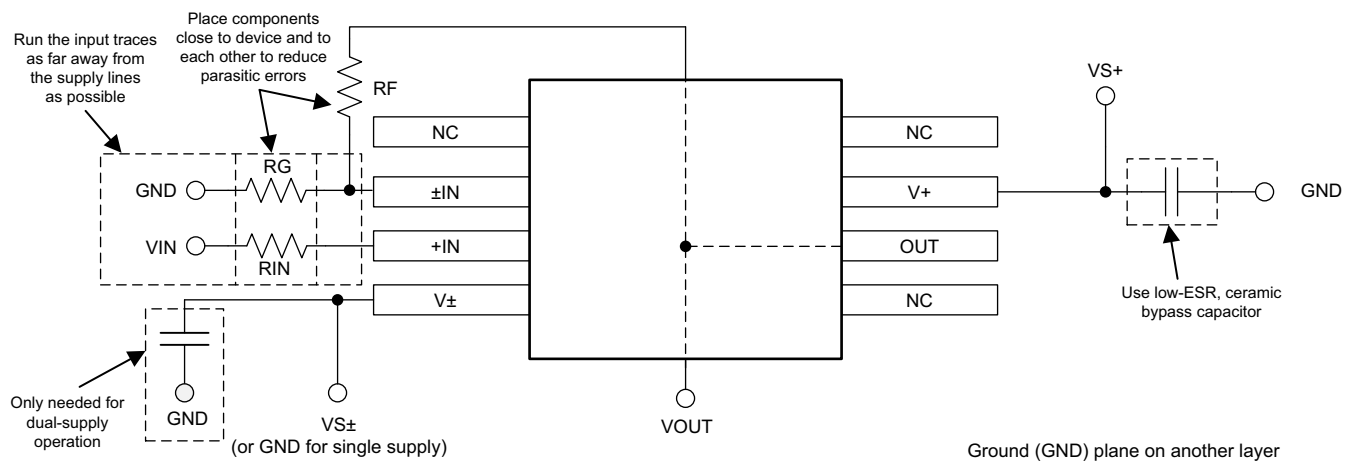 Run the input traces
as far away from
the supply lines
as possible
Place components
close to device and to
each other to reduce
parasitic errors
RF
VS+
NC
NC
RG
GND
±IN
V+
GND
VIN
+IN
OUT
RIN
V±
NC
Use low-ESR, ceramic
bypass capacitor
Only needed for
dual-supply
operation
GND
VS±
(or GND for single supply)
VOUT
Ground (GND) plane on another layer